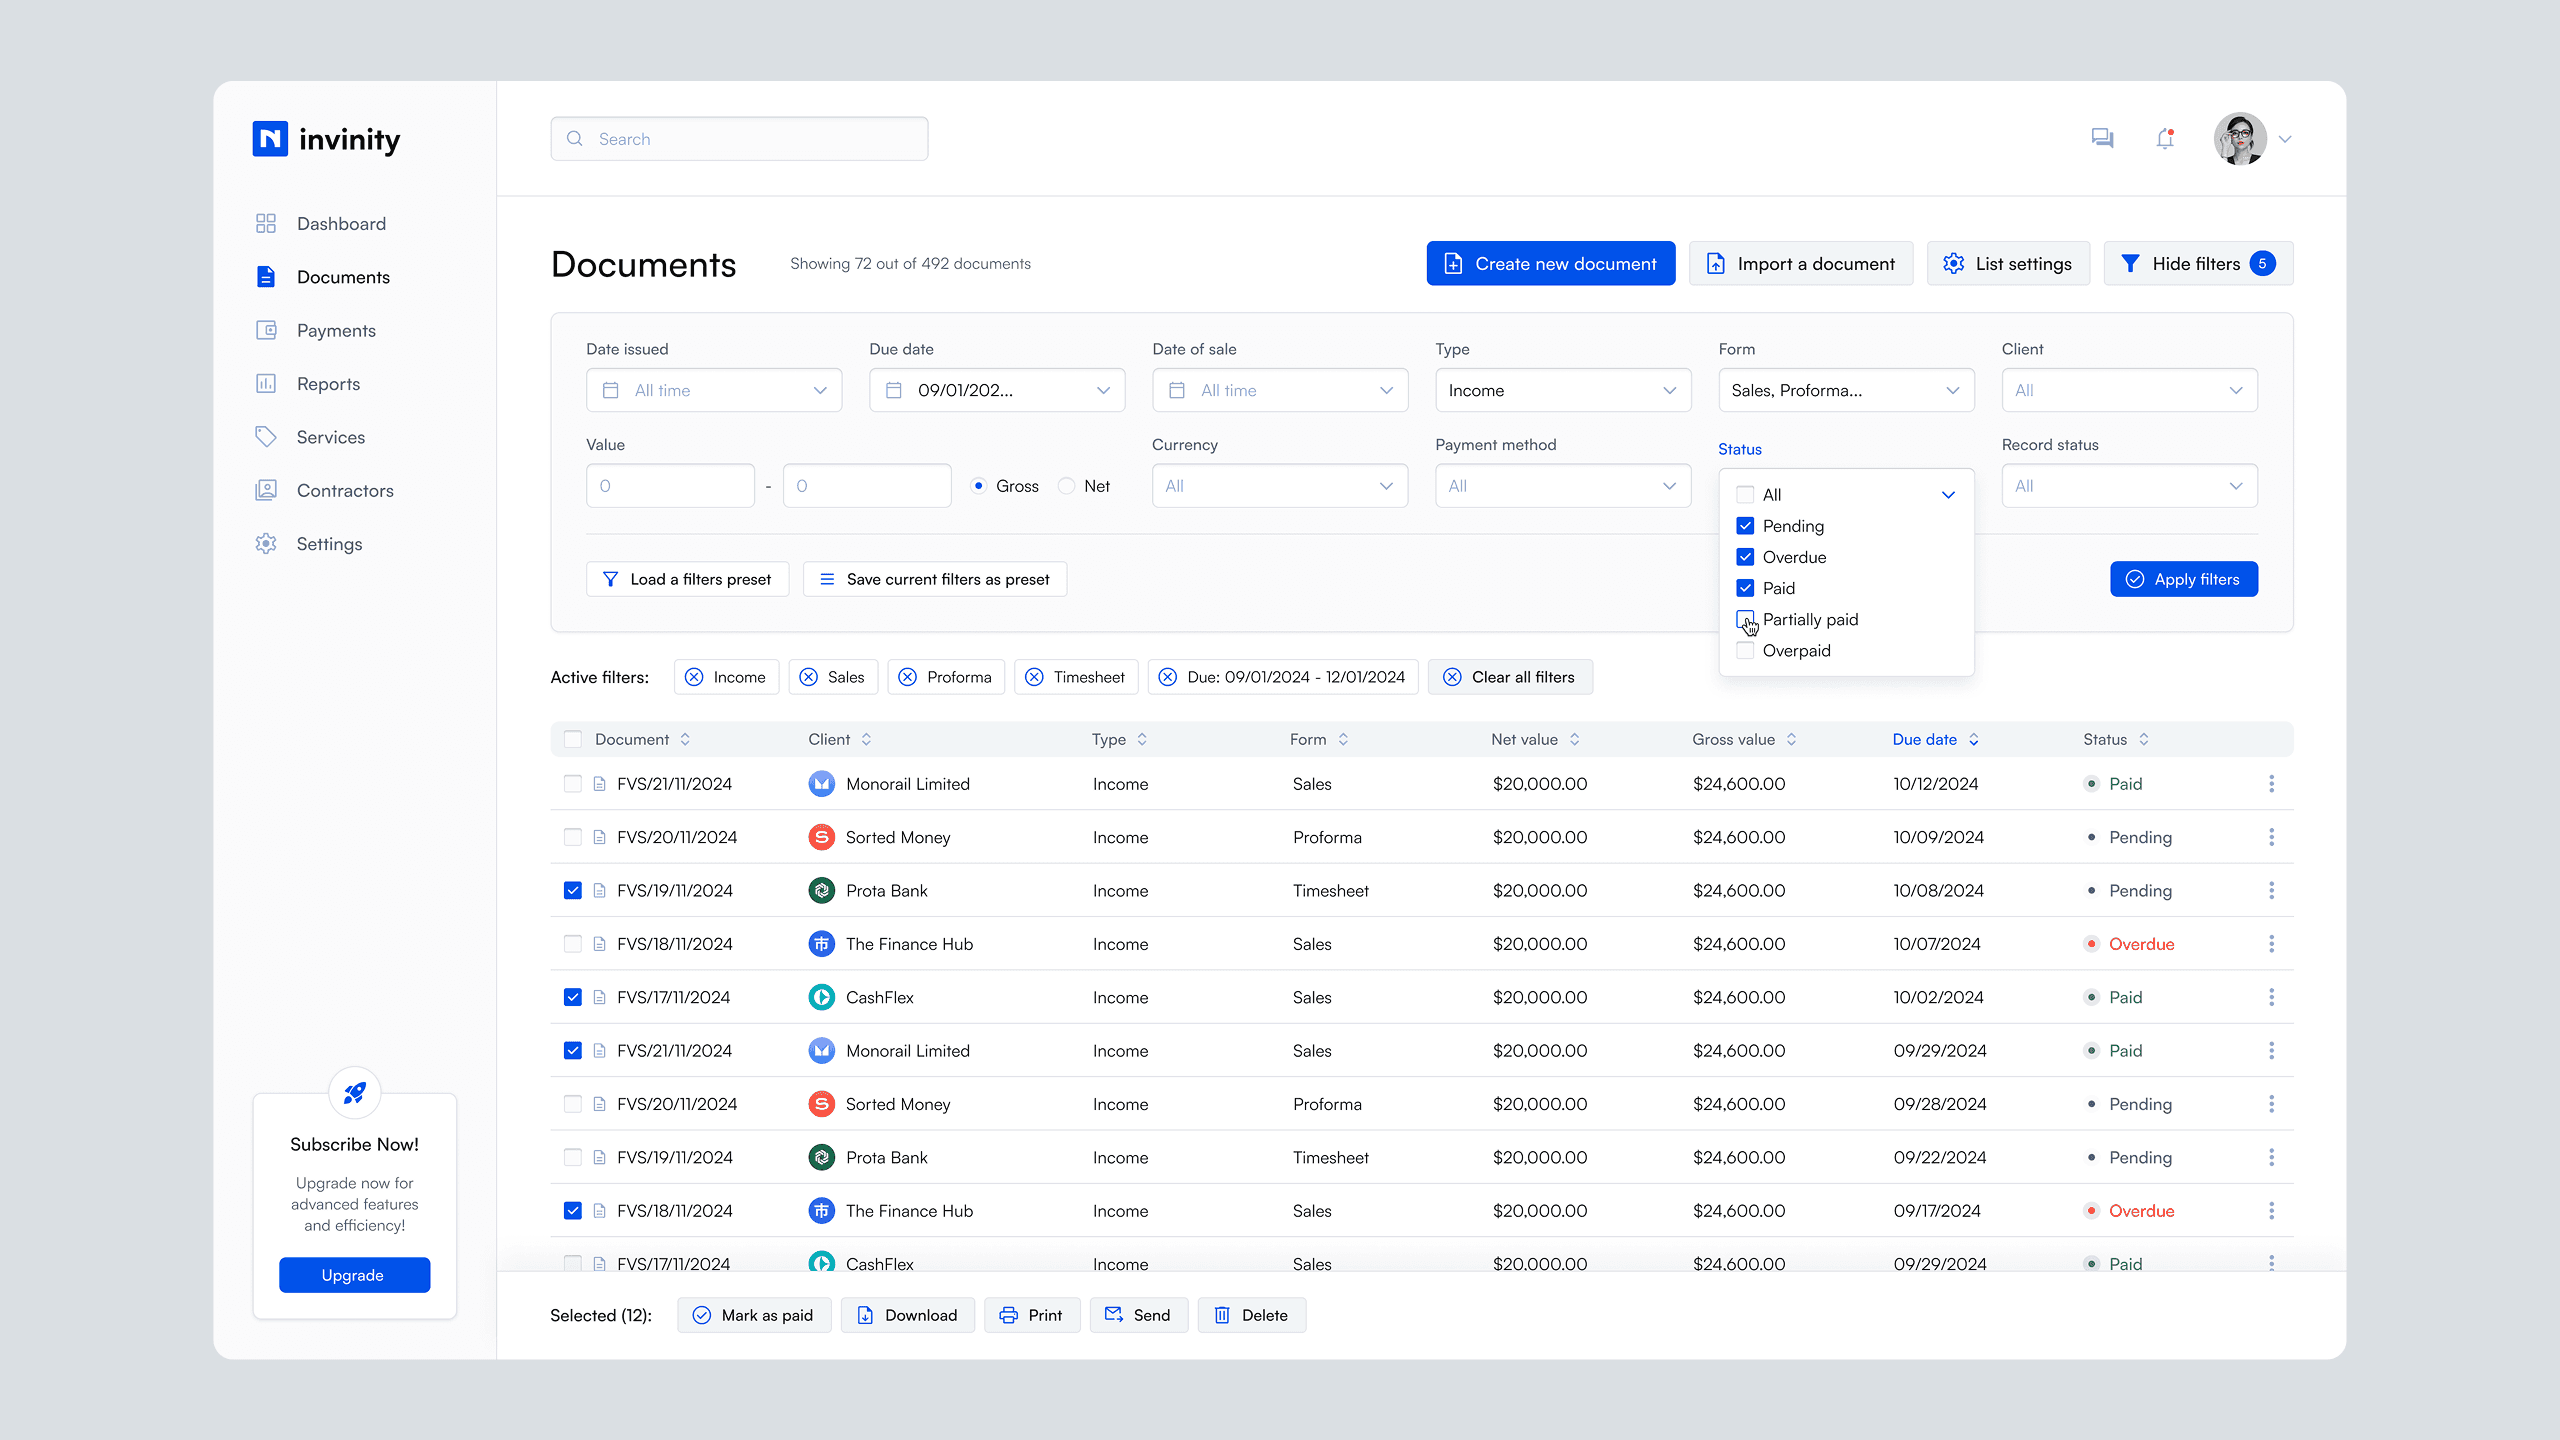 invinity
Search
Dashboard
Documents
Payments
Reports
Services
Contractors
Settings
Subscribe Now!
Upgrade now for
advanced features
and efficiency!
Upgrade
Documents
Showing 72 out of 492 documents
Create new document
Import a document
List settings
Hide filters 5
Date issued
All time
Due date
09/01/202...
Date of sale
All time
Type
Income
Form
Sales, Proforma...
Client
All
Value
0 - 0
Gross
Net
Currency
All
Payment method
All
Status
All
Pending
Overdue
Paid
Partially paid
Overpaid
Record status
All
Load a filters preset
Save current filters as preset
Apply filters
Active filters: Income Sales Proforma Timesheet Due: 09/01/2024 - 12/01/2024 Clear all filters
Document Client Type Form Net value Gross value Due date Status
FVS/21/11/2024 Monorail Limited Income Sales $20,000.00 $24,600.00 10/12/2024 Paid
FVS/20/11/2024 S Sorted Money Income Proforma $20,000.00 $24,600.00 10/09/2024 Pending
FVS/19/11/2024 Prota Bank Income Timesheet $20,000.00 $24,600.00 10/08/2024 Pending
FVS/18/11/2024 市 The Finance Hub Income Sales $20,000.00 $24,600.00 10/07/2024 Overdue
FVS/17/11/2024 CashFlex Income Sales $20,000.00 $24,600.00 10/02/2024 Paid
FVS/21/11/2024 Monorail Limited Income Sales $20,000.00 $24,600.00 09/29/2024 Paid
FVS/20/11/2024 S Sorted Money Income Proforma $20,000.00 $24,600.00 09/28/2024 Pending
FVS/19/11/2024 Prota Bank Income Timesheet $20,000.00 $24,600.00 09/22/2024 Pending
FVS/18/11/2024 市 The Finance Hub Income Sales $20,000.00 $24,600.00 09/17/2024 Overdue
FVS/17/11/2024 CashFlex Income Sales $20,000.00 $24,600.00 09/29/2024 Paid
Selected (12): Mark as paid Download Print Send Delete